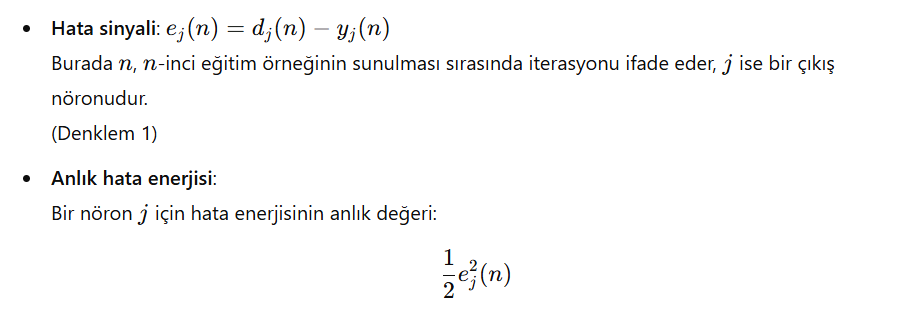 • Hata sinyali: e_j(n) = d_j(n) − y_j(n)
Burada n, n-inci eğitim örneğinin sunulması sırasında iterasyonu ifade eder, j ise bir çıkış
nöronudur.
(Denklem 1)
• Anlık hata enerjisi:
Bir nöron j için hata enerjisinin anlık değeri:
\frac{1}{2} e_j^2(n)